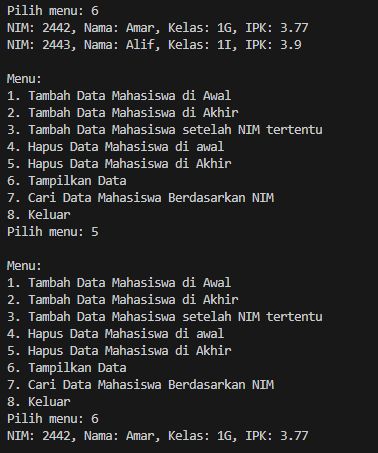 Pilih menu: 6
NIM: 2442, Nama: Amar, Kelas: 1G, IPK: 3.77
NIM: 2443, Nama: Alif, Kelas: 1I, IPK: 3.9
Menu:
1. Tambah Data Mahasiswa di Awal
2. Tambah Data Mahasiswa di Akhir
3. Tambah Data Mahasiswa setelah NIM tertentu
4. Hapus Data Mahasiswa di awal
5. Hapus Data Mahasiswa di Akhir
6. Tampilkan Data
7. Cari Data Mahasiswa Berdasarkan NIM
8. Keluar
Pilih menu: 5
Menu:
1. Tambah Data Mahasiswa di Awal
2. Tambah Data Mahasiswa di Akhir
3. Tambah Data Mahasiswa setelah NIM tertentu
4. Hapus Data Mahasiswa di awal
5. Hapus Data Mahasiswa di Akhir
6. Tampilkan Data
7. Cari Data Mahasiswa Berdasarkan NIM
8. Keluar
Pilih menu: 6
NIM: 2442, Nama: Amar, Kelas: 1G, IPK: 3.77